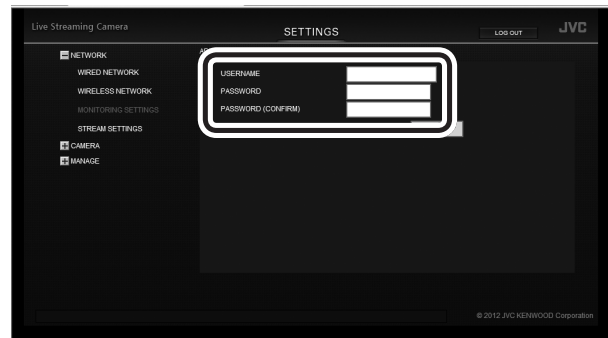 Live Streaming Camera
SETTINGS
LOG OUT
JVC
NETWORK
WIRED NETWORK
WIRELESS NETWORK
MONITORING SETTINGS
STREAM SETTINGS
CAMERA
MANAGE
USERNAME
PASSWORD
PASSWORD (CONFIRM)
© 2012 JVC KENWOOD Corporation